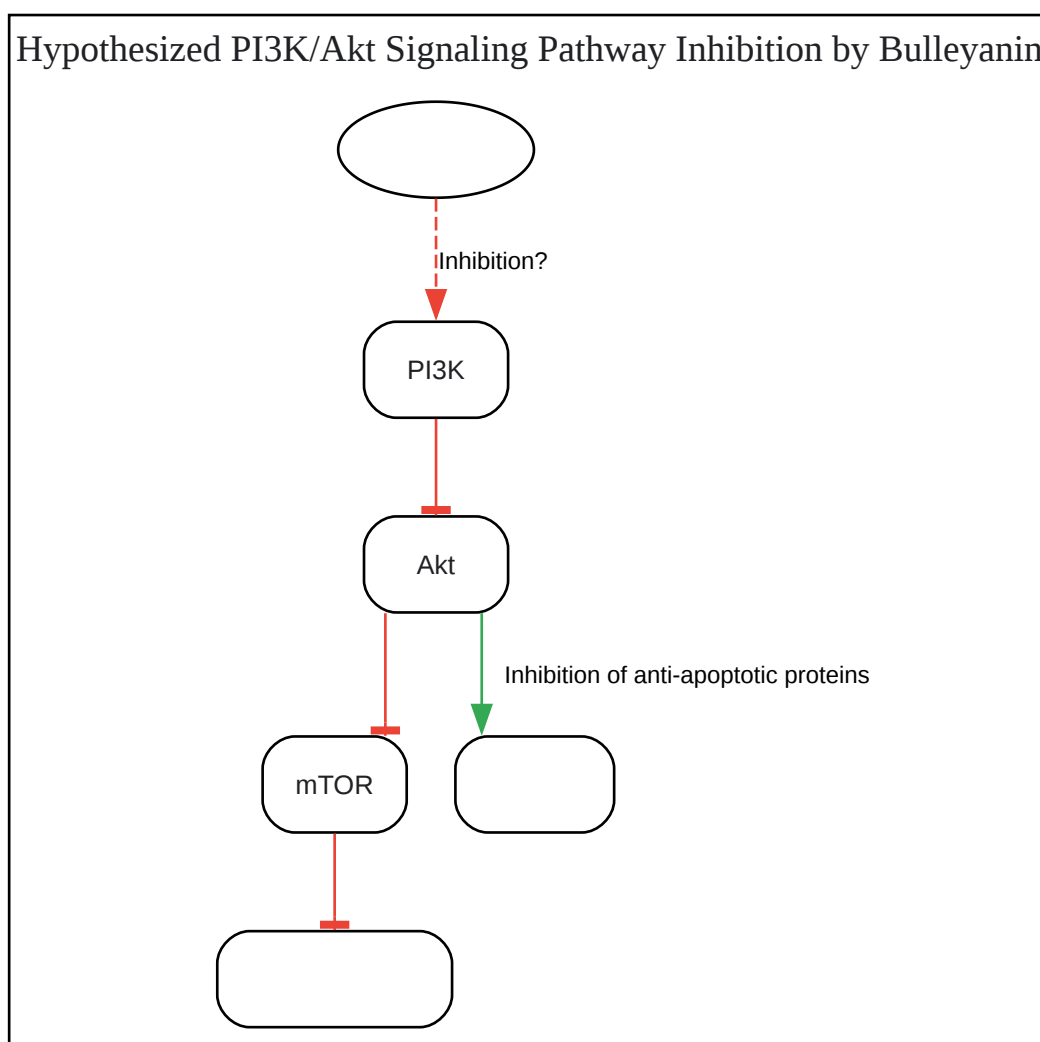 Hypothesized PI3K/Akt Signaling Pathway Inhibition by Bulleyanin
Inhibition?
PI3K
Akt
Inhibition of anti-apoptotic proteins
mTOR